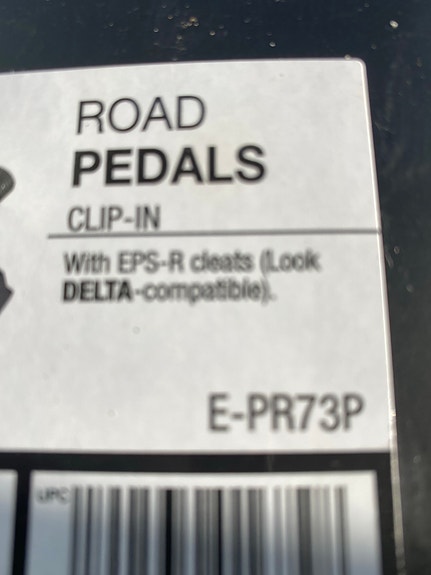 ROAD
PEDALS
CLIP-IN
With EPS-R cleats (Look
DELTA-compatible).
E-PR73P
UPC